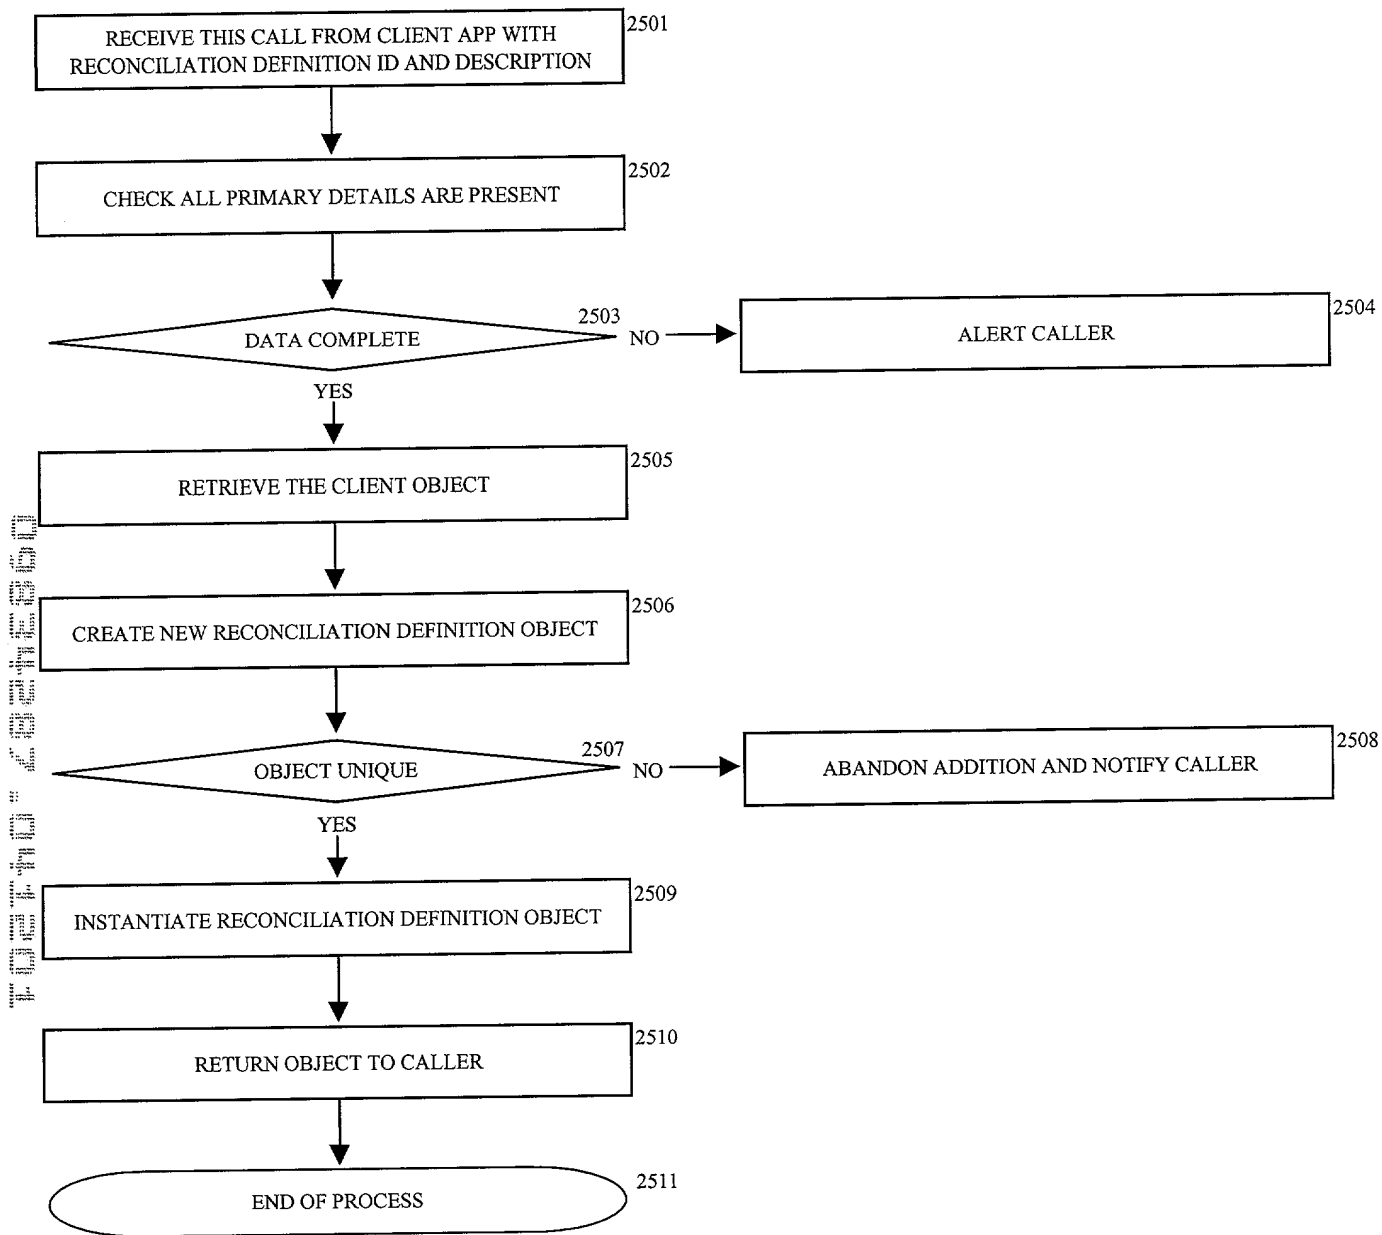 2501
RECEIVE THIS CALL FROM CLIENT APP WITH
RECONCILIATION DEFINITION ID AND DESCRIPTION
2502
CHECK ALL PRIMARY DETAILS ARE PRESENT
2503
DATA COMPLETE
NO
2504
ALERT CALLER
YES
2505
RETRIEVE THE CLIENT OBJECT
2506
CREATE NEW RECONCILIATION DEFINITION OBJECT
2507
OBJECT UNIQUE
NO
2508
ABANDON ADDITION AND NOTIFY CALLER
YES
2509
INSTANTIATE RECONCILIATION DEFINITION OBJECT
2510
RETURN OBJECT TO CALLER
2511
END OF PROCESS